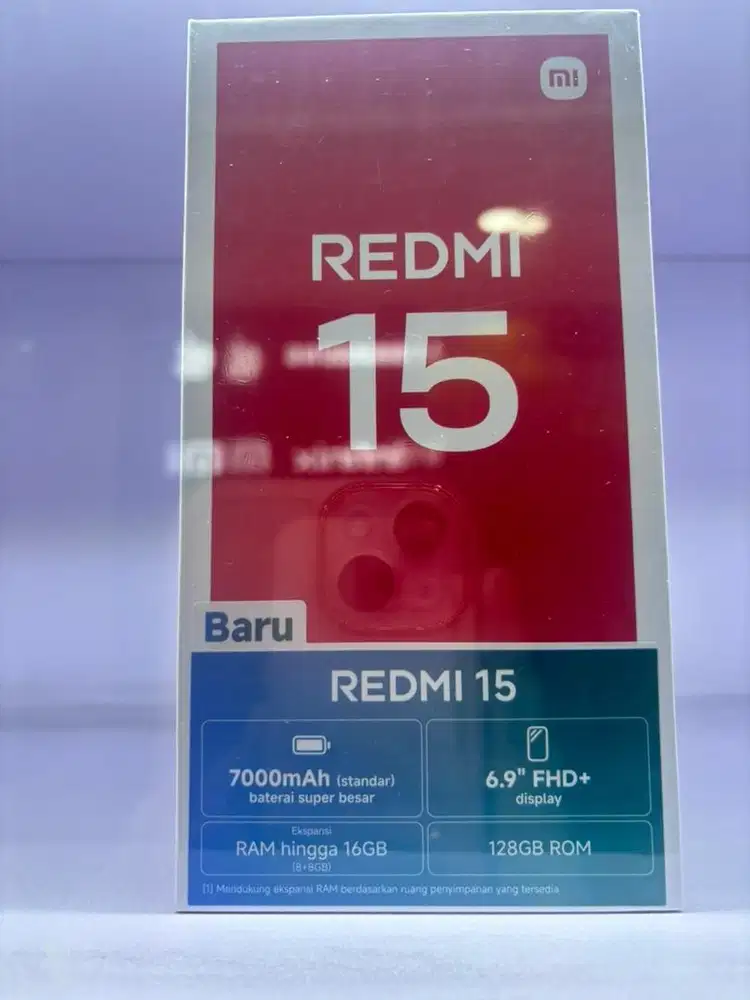 mi
REDMI
15
Baru
REDMI 15
7000mAh (standar)
baterai super besar
6.9" FHD+
display
Ekspansi
RAM hingga 16GB
(8+8GB)
128GB ROM
[1] Mendukung ekspansi RAM berdasarkan ruang penyimpanan yang tersedia